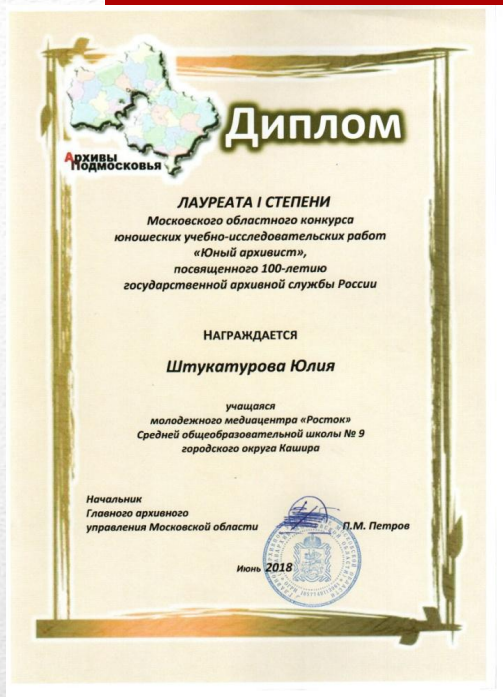 Архивы
Подмосковья
Диплом
ЛАУРЕАТА I СТЕПЕНИ
Московского областного конкурса
юношеских учебно-исследовательских работ
«Юный архивист»,
посвященного 100-летию
государственной архивной службы России
НАГРАЖДАЕТСЯ
Штукатурова Юлия
учащаяся
молодежного медиацентра «Росток»
Средней общеобразовательной школы № 9
городского округа Кашира
Начальник
Главного архивного
управления Московской области П.М. Петров
Июнь 2018